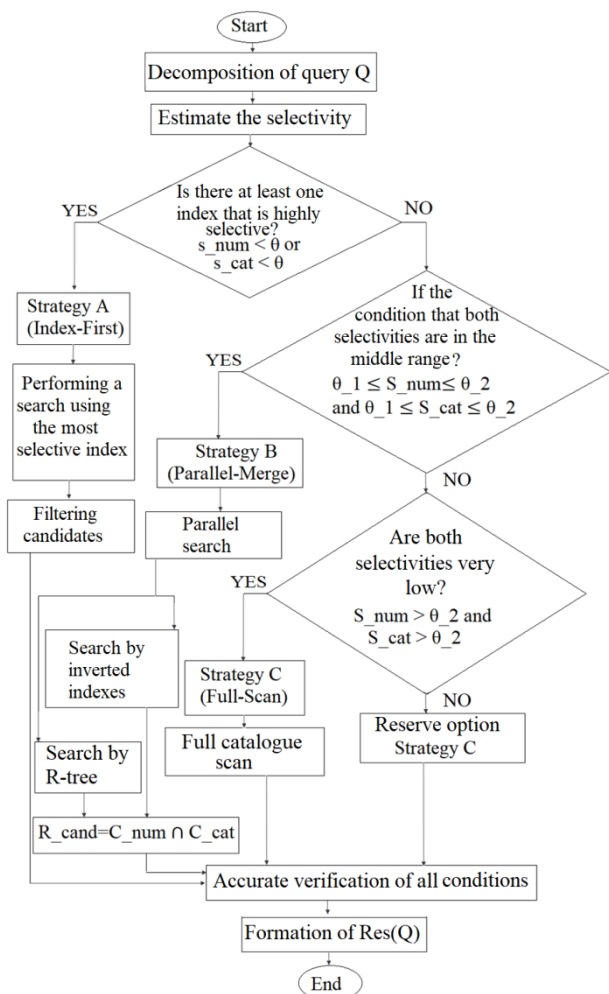 Start
Decomposition of query Q
Estimate the selectivity
Is there at least one
index that is highly
selective?
s_num < θ or
s_cat < θ
YES
NO
Strategy A
(Index-First)
Performing a
search using
the most
selective index
Filtering
candidates
If the
condition that both
selectivities are in the
middle range?
θ_1 ≤ S_num≤ θ_2
and θ_1 ≤ S_cat ≤ θ_2
YES
NO
Strategy B
(Parallel-Merge)
Parallel
search
Search by
inverted
indexes
Search by
R-tree
R_cand=C_num ∩ C_cat
Are both
selectivities very
low?
S_num > θ_2 and
S_cat > θ_2
YES
NO
Strategy C
(Full-Scan)
Full catalogue
scan
Reserve option
Strategy C
Accurate verification of all conditions
Formation of Res(Q)
End